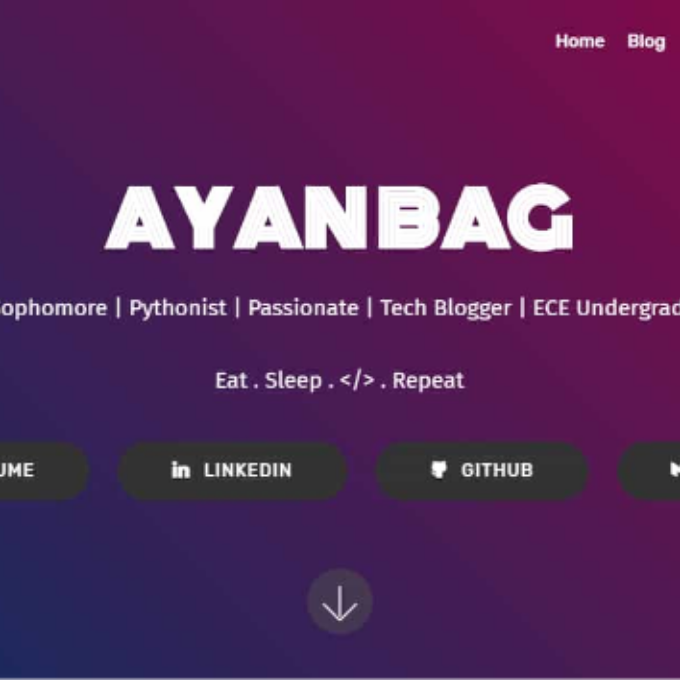 Home Blog
AYANBAG
ophomore | Pythonist | Passionate | Tech Blogger | ECE Undergrad
Eat . Sleep . </> . Repeat
UME LINKEDIN GITHUB